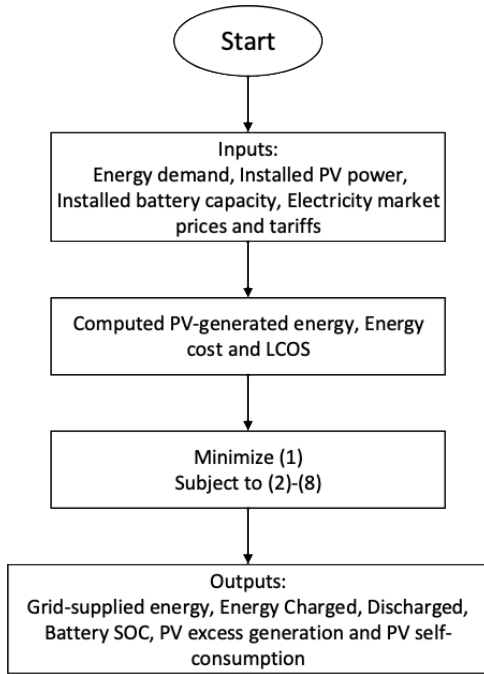 Start
Inputs:
Energy demand, Installed PV power,
Installed battery capacity, Electricity market
prices and tariffs
Computed PV-generated energy, Energy
cost and LCOS
Minimize (1)
Subject to (2)-(8)
Outputs:
Grid-supplied energy, Energy Charged, Discharged,
Battery SOC, PV excess generation and PV self-
consumption